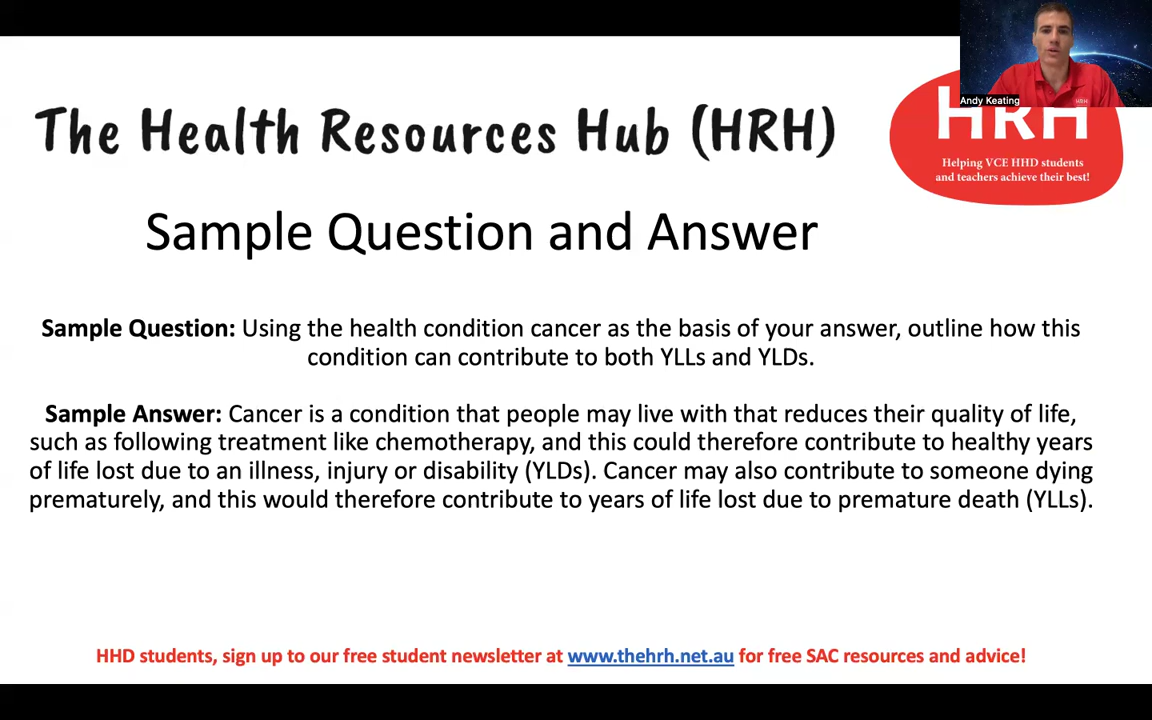 The Health Resources Hub (HRH)
Andy Keating
HRH
HRH
Helping VCE HHD students
and teachers achieve their best!
Sample Question and Answer
Sample Question: Using the health condition cancer as the basis of your answer, outline how this
condition can contribute to both YLLs and YLDs.
Sample Answer: Cancer is a condition that people may live with that reduces their quality of life,
such as following treatment like chemotherapy, and this could therefore contribute to healthy years
of life lost due to an illness, injury or disability (YLDs). Cancer may also contribute to someone dying
prematurely, and this would therefore contribute to years of life lost due to premature death (YLLs).
HHD students, sign up to our free student newsletter at www.thehrh.net.au for free SAC resources and advice!